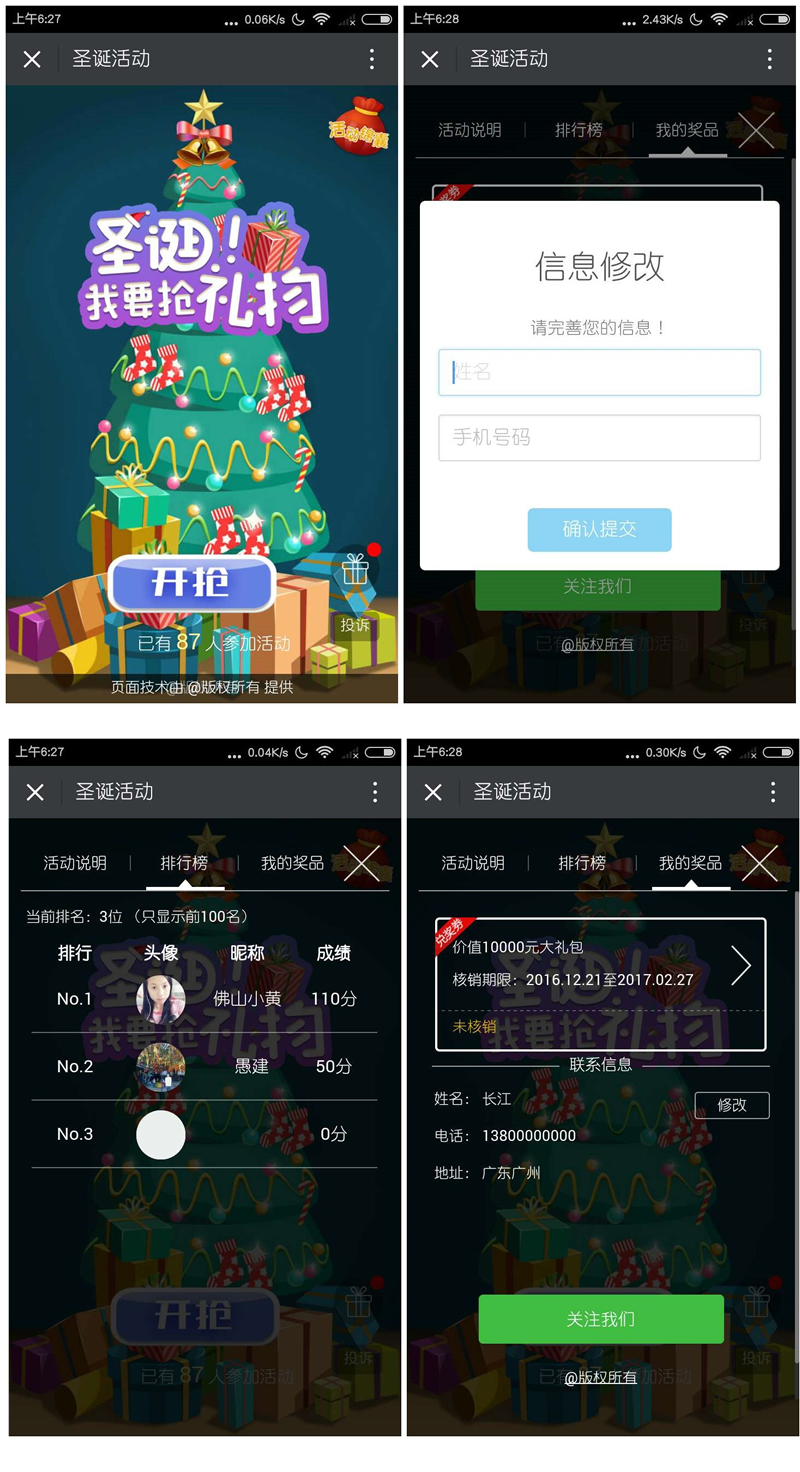 上午6:27
... 0.06K/s
圣诞活动
活动锦囊
圣诞!
我要抢礼物
开抢
投诉
已有 87 人参加活动
页面技术由 @版权所有 提供
上午6:28
... 2.43K/s
圣诞活动
活动说明 | 排行榜 | 我的奖品
奖券
信息修改
请完善您的信息！
姓名
手机号码
确认提交
关注我们
投诉
@版权所有
上午6:27
... 0.04K/s
圣诞活动
活动说明 | 排行榜 | 我的奖品
当前排名：3位 （只显示前100名）
排行 头像 昵称 成绩
No.1 佛山小黄 110分
No.2 愚建 50分
No.3 0分
圣诞
我要抢礼物
开抢
投诉
已有 87 人参加活动
上午6:28
... 0.30K/s
圣诞活动
活动说明 | 排行榜 | 我的奖品
兑奖券
价值10000元大礼包
核销期限：2016.12.21至2017.02.27
未核销
联系信息
姓名： 长江
修改
电话： 13800000000
地址： 广东广州
关注我们
投诉
@版权所有